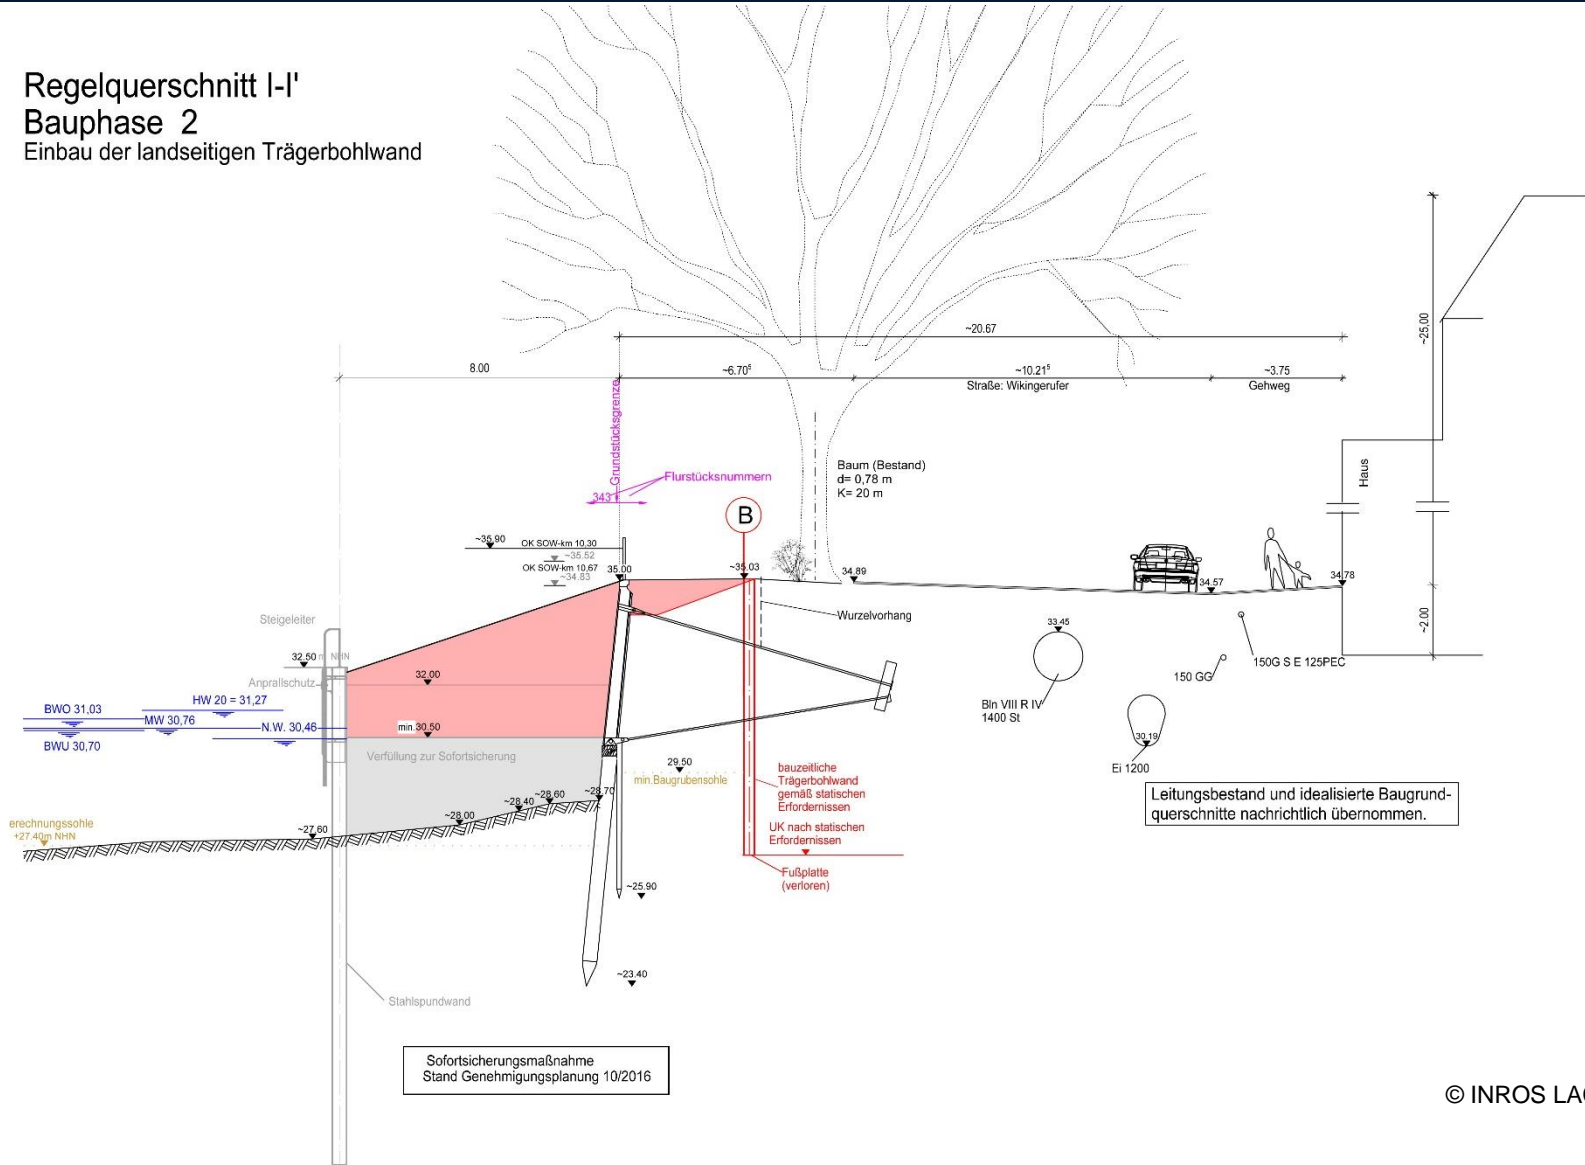 Regelquerschnitt I-I'
Bauphase 2
Einbau der landseitigen Trägerbohlwand
~20.67
8.00
~6.70⁵
~10.21⁵
~3.75
Straße: Wikingerufer
Gehweg
~25,00
~2.00
Grundstücksgrenze
Flurstücksnummern
343
Baum (Bestand)
d= 0,78 m
K= 20 m
Haus
B
~35.90
OK SOW-km 10,30
~35.52
OK SOW-km 10,67
~34.83
35.00
~35.03
34.89
34.57
34.78
Steigeleiter
32.50
NHN
Anprallschutz
32.00
HW 20 = 31,27
BWO 31,03
MW 30,76
N.W. 30,46
BWU 30,70
min.30.50
Verfüllung zur Sofortsicherung
Wurzelvorhang
33.45
150G S E 125PEC
150 GG
Bln VIII R IV
1400 St
30.19
Ei 1200
29.50
min.Baugrubensohle
bauzeitliche
Trägerbohlwand
gemäß statischen
Erfordernissen
UK nach statischen
Erfordernissen
Fußplatte
(verloren)
Leitungsbestand und idealisierte Baugrund-
querschnitte nachrichtlich übernommen.
erechnungssohle
+27.40m NHN
~27.60
~28.00
~28.40
~28.60
~28.70
~25.90
~23.40
Stahlspundwand
Sofortsicherungsmaßnahme
Stand Genehmigungsplanung 10/2016
© INROS LAC